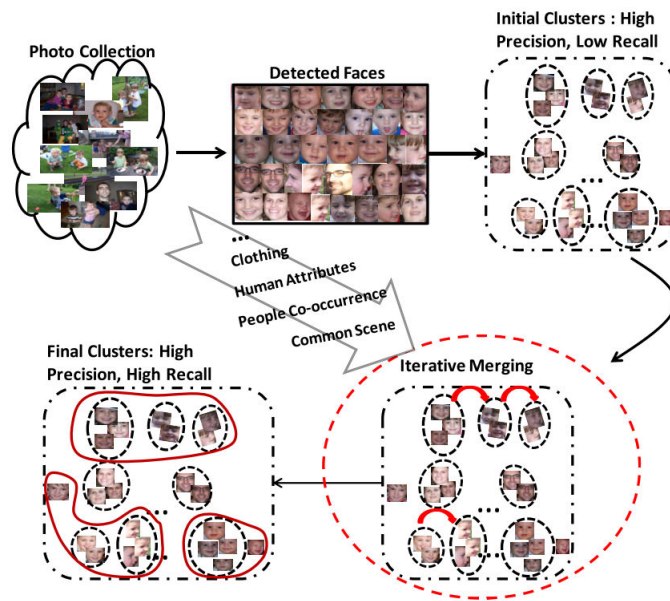 Photo Collection
Detected Faces
Initial Clusters : High
Precision, Low Recall
...
...
...
Clothing
Human Attributes
People Co-occurrence
Common Scene
Iterative Merging
...
...
Final Clusters: High
Precision, High Recall
...
...